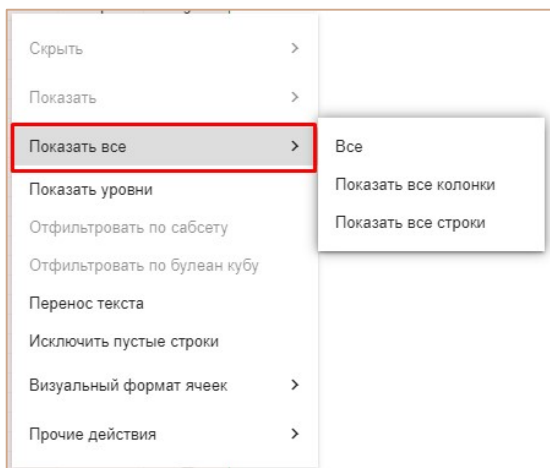 Скрыть
Показать
Показать все
Все
Показать все колонки
Показать все строки
Показать уровни
Отфильтровать по сабсету
Отфильтровать по булеан кубу
Перенос текста
Исключить пустые строки
Визуальный формат ячеек
Прочие действия